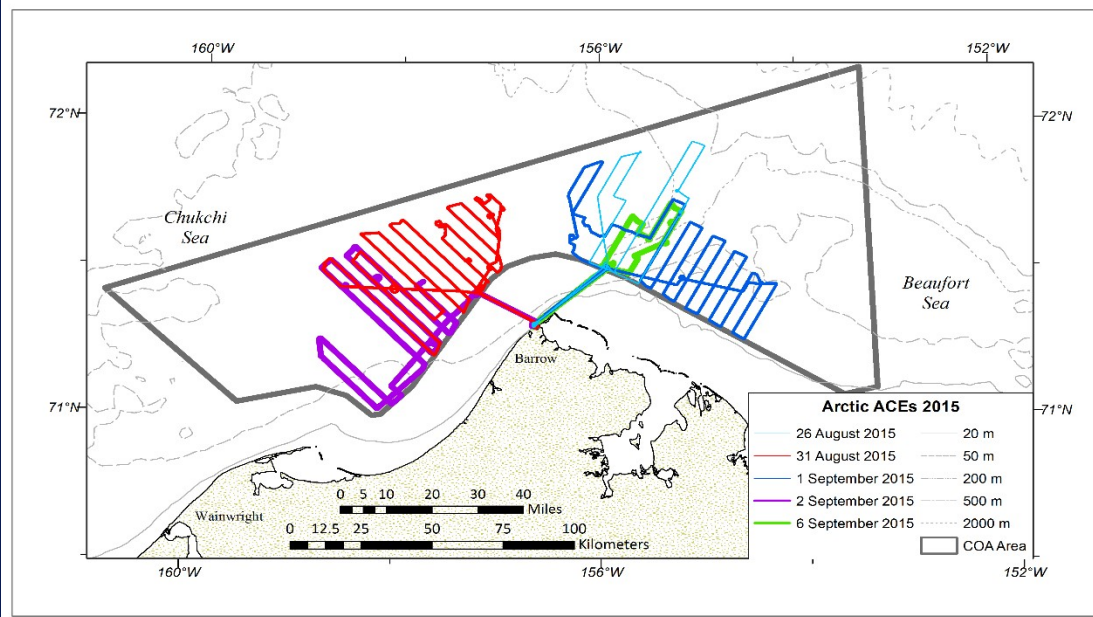 160°W 156°W 152°W
72°N 72°N
Chukchi
Sea
Beaufort
Sea
Barrow
71°N 71°N
Wainwright
0 5 10 20 30 40
Miles
0 12.5 25 50 75 100
Kilometers
Arctic ACEs 2015
26 August 2015 20 m
31 August 2015 50 m
1 September 2015 200 m
2 September 2015 500 m
6 September 2015 2000 m
COA Area
160°W 156°W 152°W